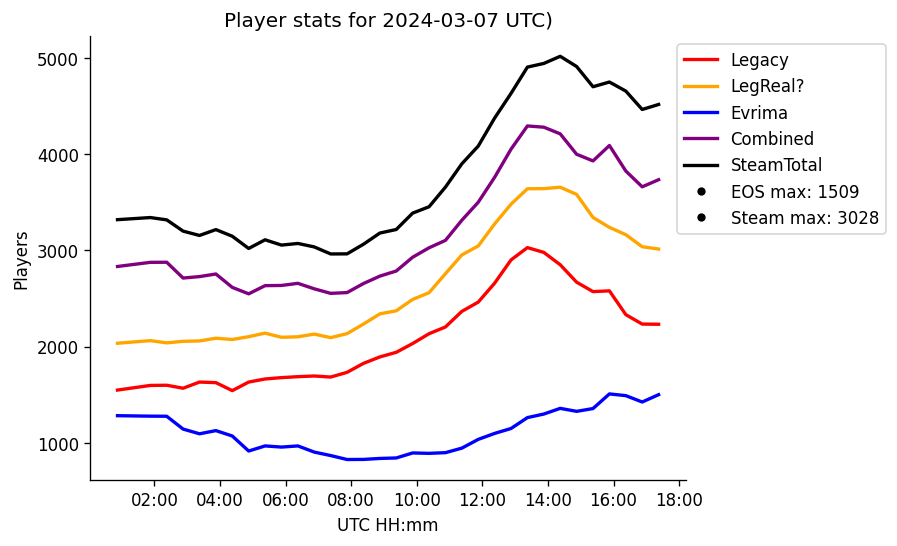 Player stats for 2024-03-07 UTC)
Players
5000
4000
3000
2000
1000
02:00 04:00 06:00 08:00 10:00 12:00 14:00 16:00 18:00
UTC HH:mm
Legacy
LegReal?
Evrima
Combined
SteamTotal
EOS max: 1509
Steam max: 3028